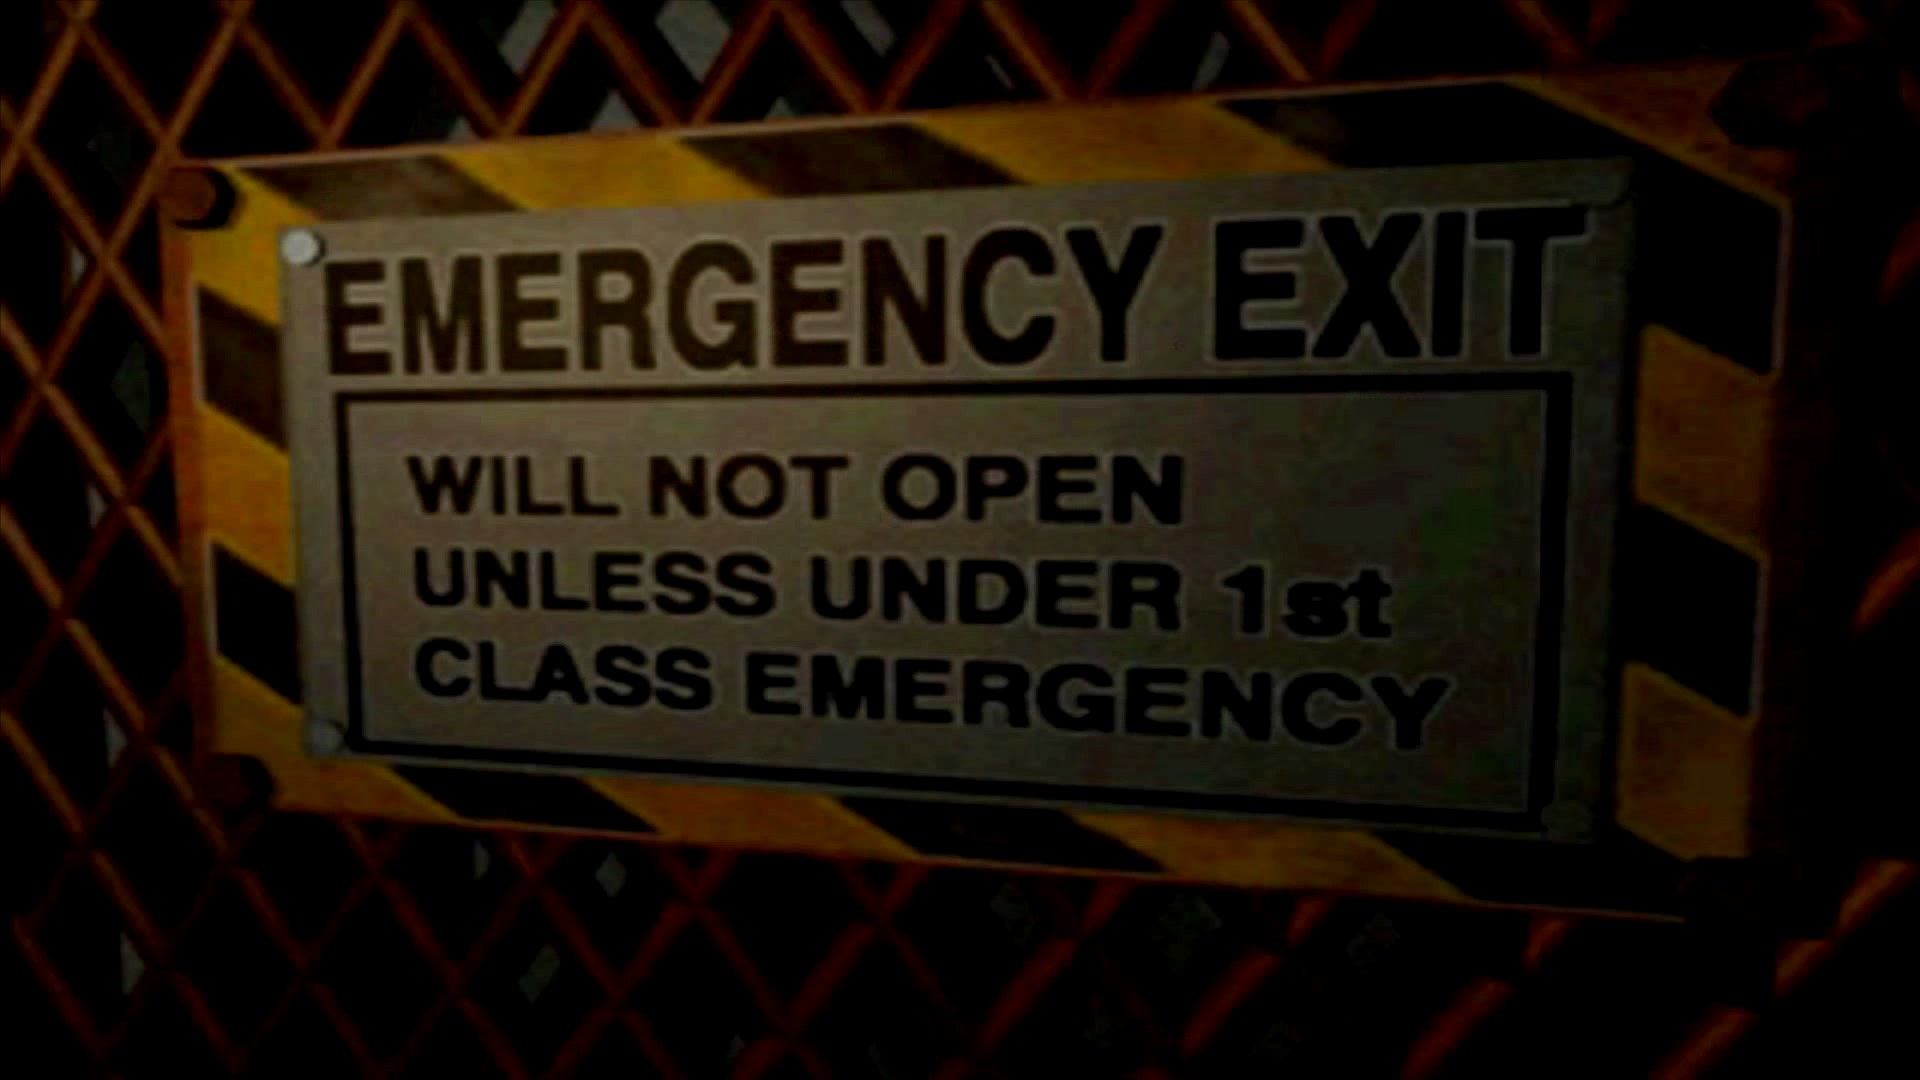 EMERGENCY EXIT
WILL NOT OPEN
UNLESS UNDER 1st
CLASS EMERGENCY